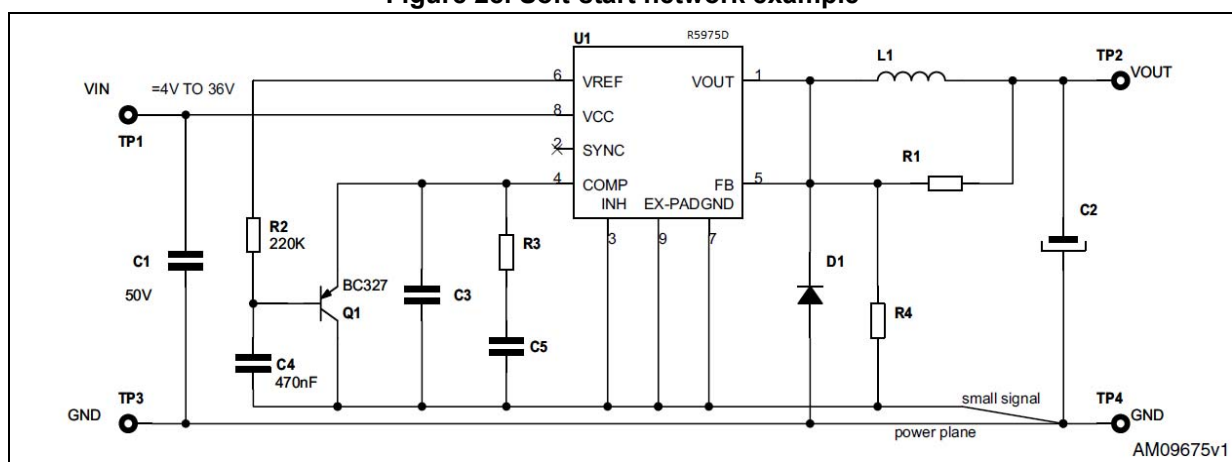 Figure 28. Soft-start network example
U1
R5975D
L1
TP2
VOUT
VIN
=4V TO 36V
TP1
6
VREF
VOUT
1
8
VCC
2
SYNC
4
COMP
FB
5
INH
EX-PAD
GND
3
9
7
R1
C2
R2
220K
R3
D1
C1
50V
BC327
Q1
C3
R4
C4
470nF
C5
small signal
TP3
GND
TP4
GND
power plane
AM09675v1